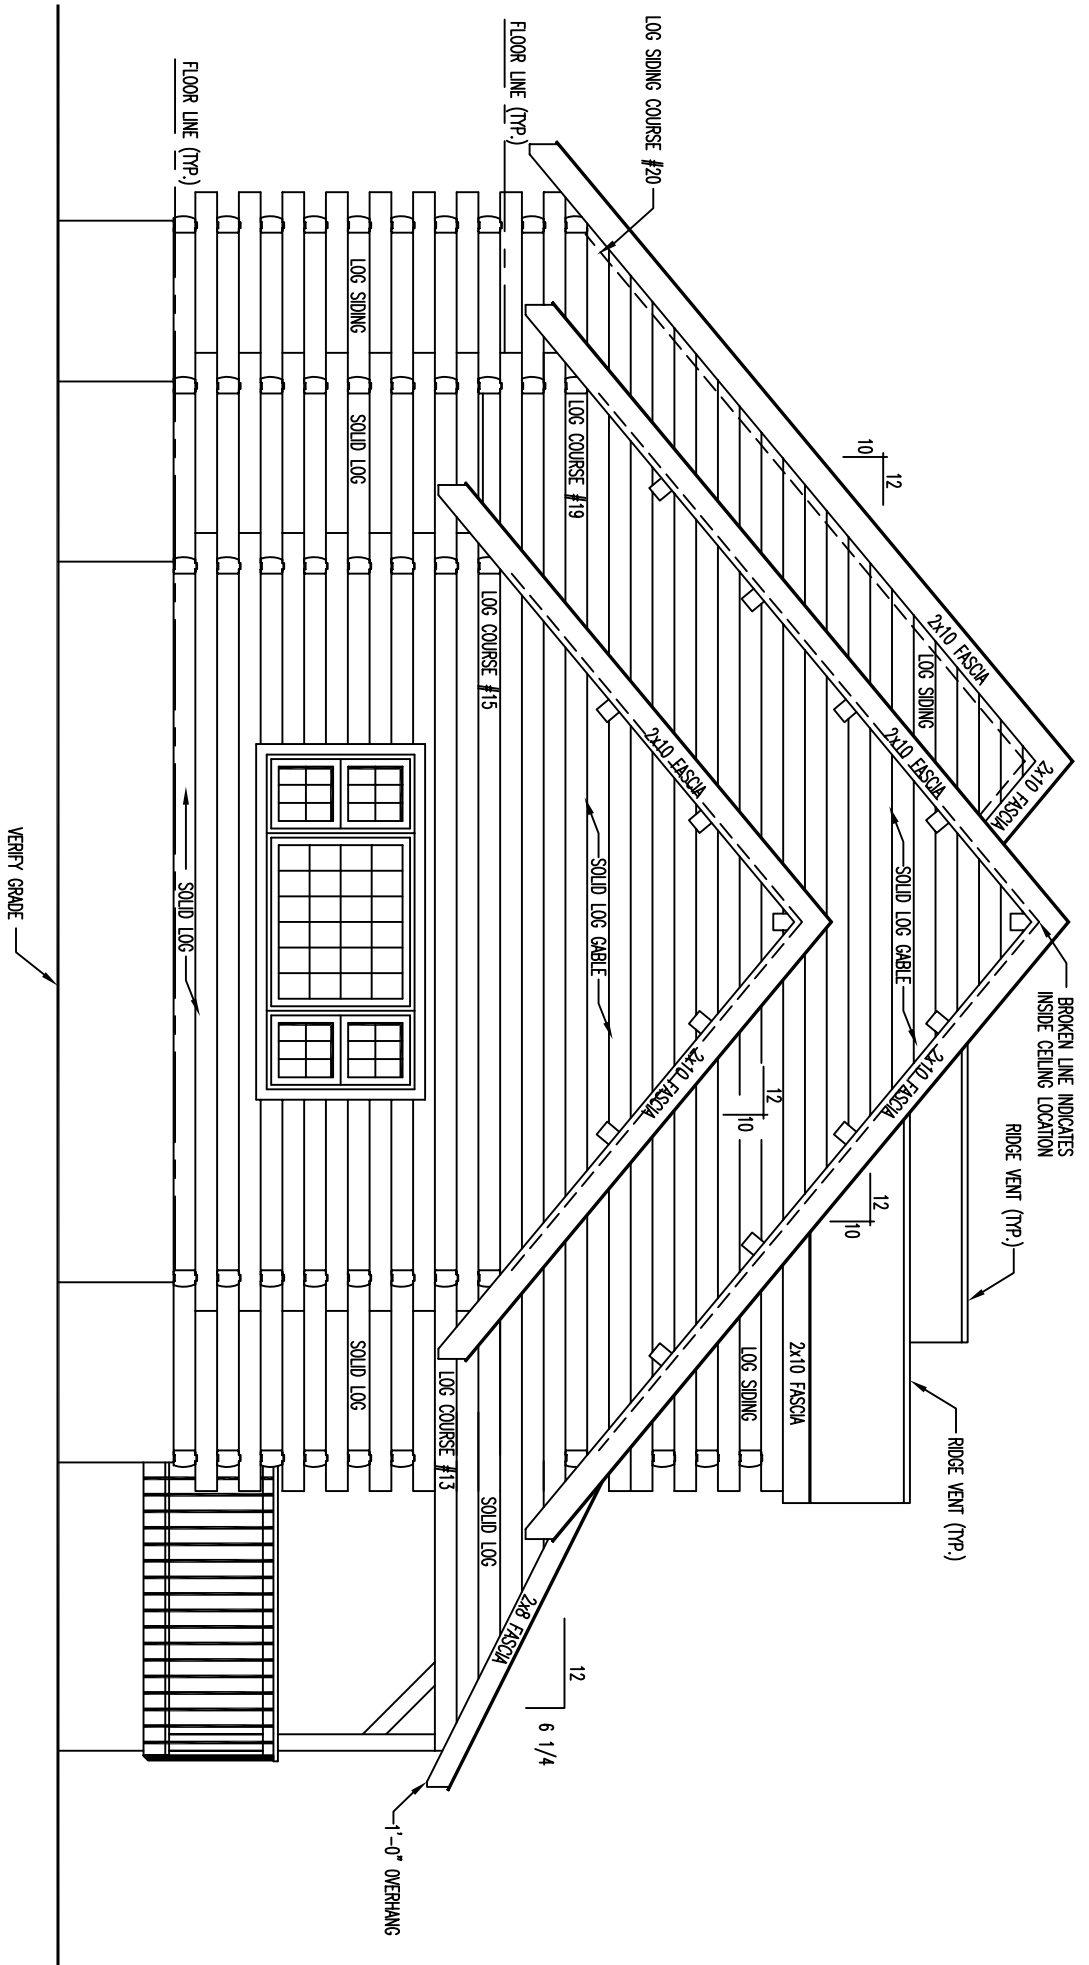 BROKEN LINE INDICATES
INSIDE CEILING LOCATION
RIDGE VENT (TYP.)
RIDGE VENT (TYP.)
2x10 FASCIA
2x10 FASCIA
LOG SIDING
12
10
2x10 FASCIA
SOLID LOG GABLE
2x10 FASCIA
12
10
2x10 FASCIA
LOG SIDING
12
10
LOG SIDING COURSE #20
2x10 FASCIA
SOLID LOG GABLE
2x10 FASCIA
LOG COURSE #19
12
6 1/4
2x8 FASCIA
FLOOR LINE (TYP.)
LOG COURSE #15
SOLID LOG
LOG COURSE #13
1'-0" OVERHANG
LOG SIDING
SOLID LOG
SOLID LOG
FLOOR LINE (TYP.)
SOLID LOG
VERIFY GRADE